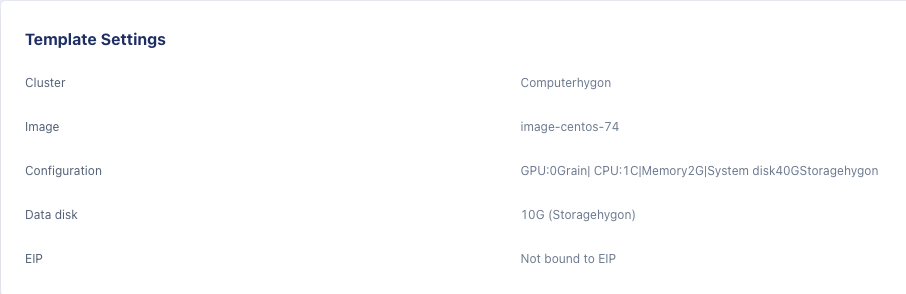 Template Settings
Cluster Computerhygon
Image image-centos-74
Configuration GPU:0Grain| CPU:1C|Memory2G|System disk40GStoragehygon
Data disk 10G (Storagehygon)
EIP Not bound to EIP